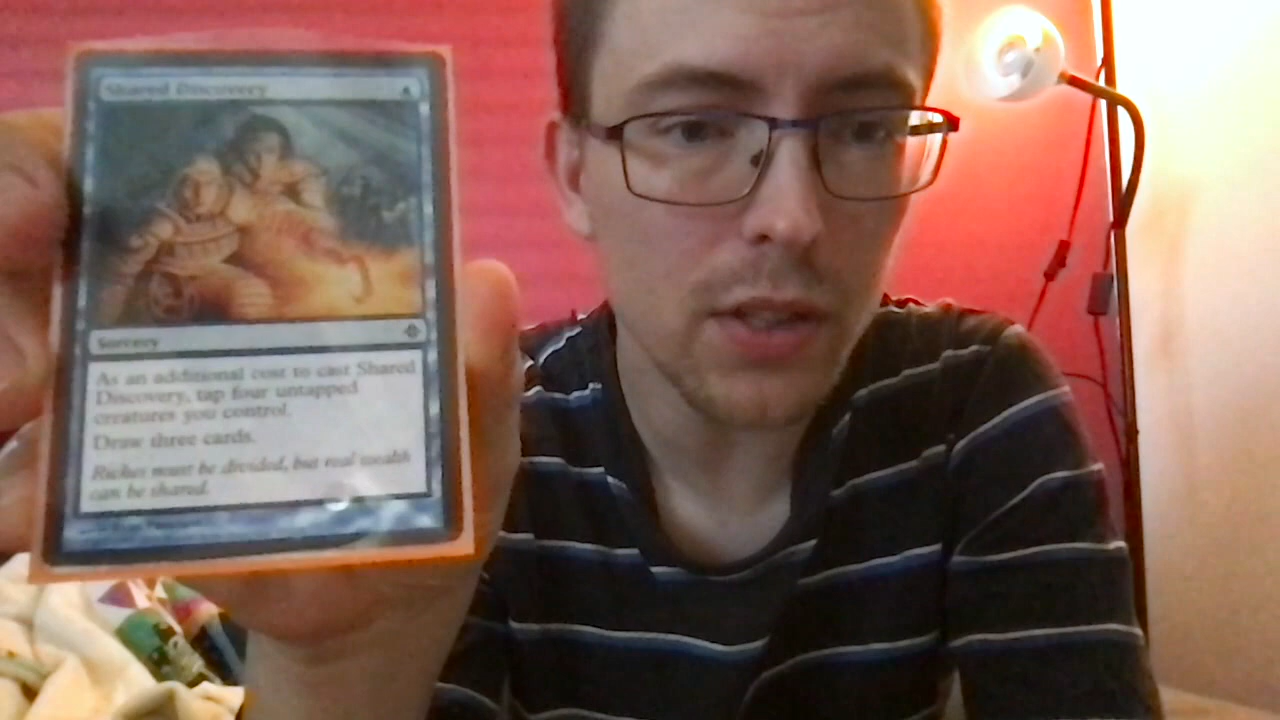 Shared Discovery
Sorcery
As an additional cost to cast Shared
Discovery, tap four untapped
creatures you control.
Draw three cards.
Riches must be divided, but real wealth
can be shared.